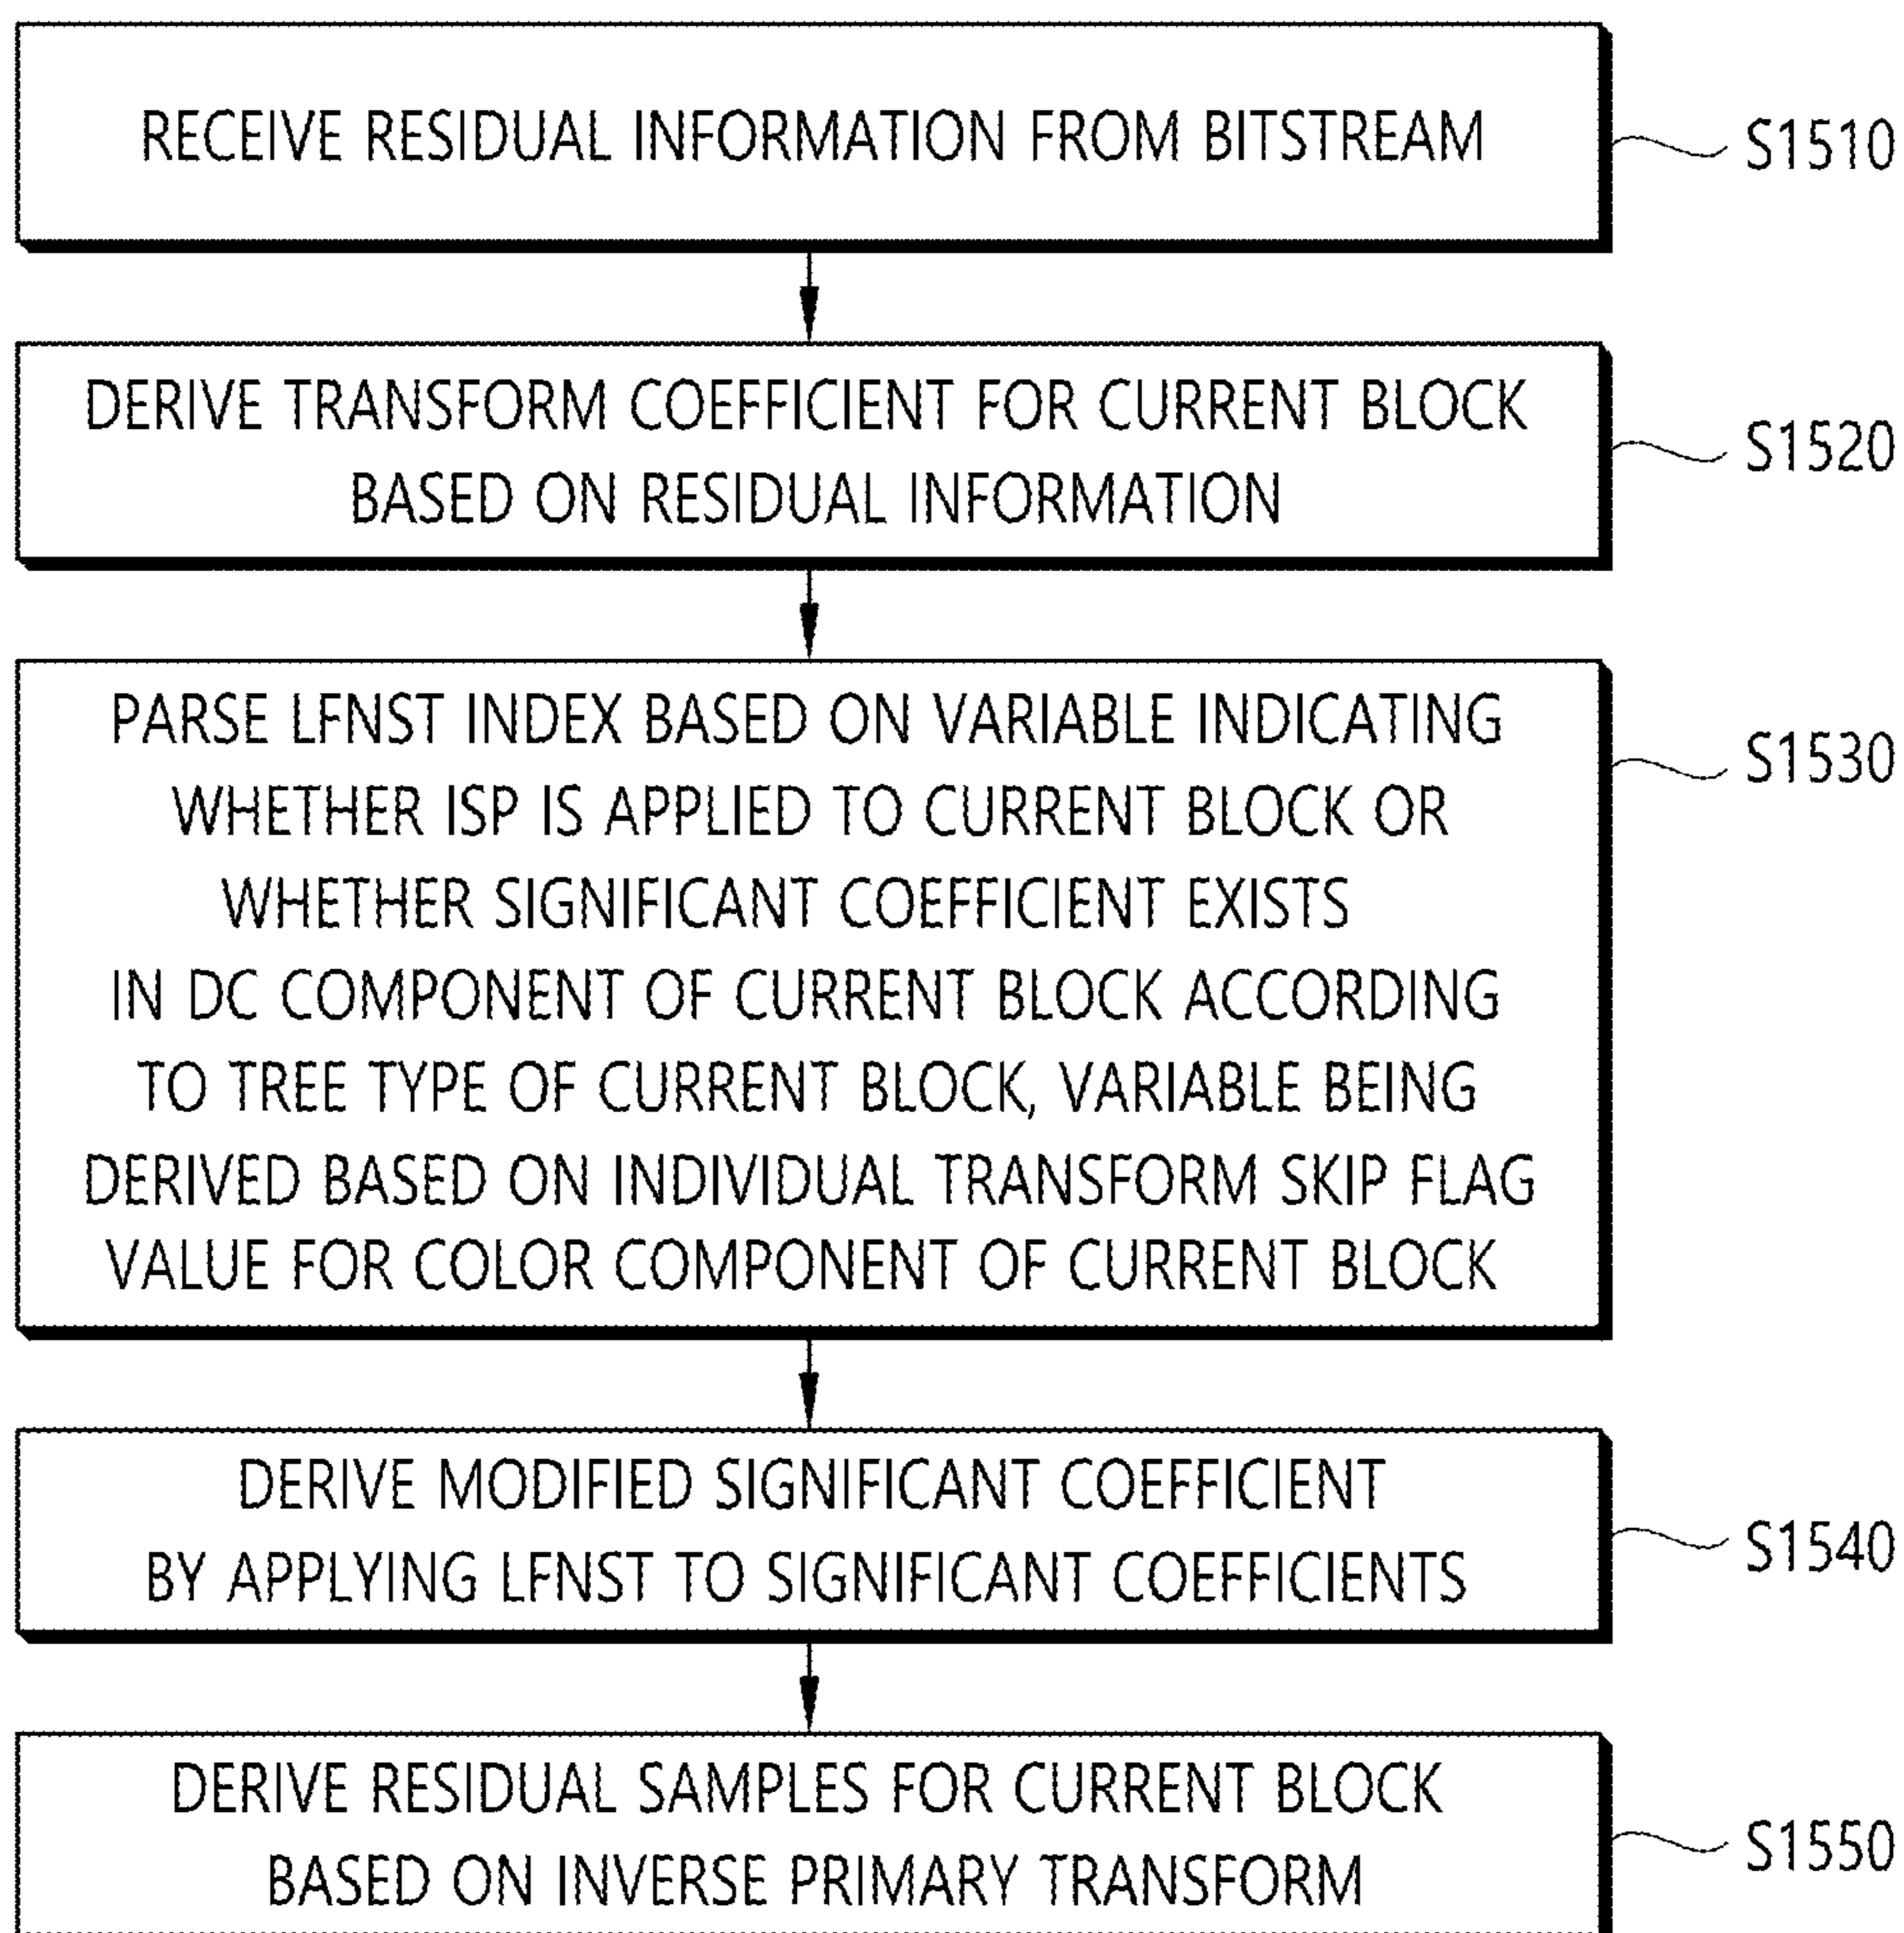 RECEIVE RESIDUAL INFORMATION FROM BITSTREAM
S1510
DERIVE TRANSFORM COEFFICIENT FOR CURRENT BLOCK
BASED ON RESIDUAL INFORMATION
S1520
PARSE LFNST INDEX BASED ON VARIABLE INDICATING
WHETHER ISP IS APPLIED TO CURRENT BLOCK OR
WHETHER SIGNIFICANT COEFFICIENT EXISTS
IN DC COMPONENT OF CURRENT BLOCK ACCORDING
TO TREE TYPE OF CURRENT BLOCK, VARIABLE BEING
DERIVED BASED ON INDIVIDUAL TRANSFORM SKIP FLAG
VALUE FOR COLOR COMPONENT OF CURRENT BLOCK
S1530
DERIVE MODIFIED SIGNIFICANT COEFFICIENT
BY APPLYING LFNST TO SIGNIFICANT COEFFICIENTS
S1540
DERIVE RESIDUAL SAMPLES FOR CURRENT BLOCK
BASED ON INVERSE PRIMARY TRANSFORM
S1550